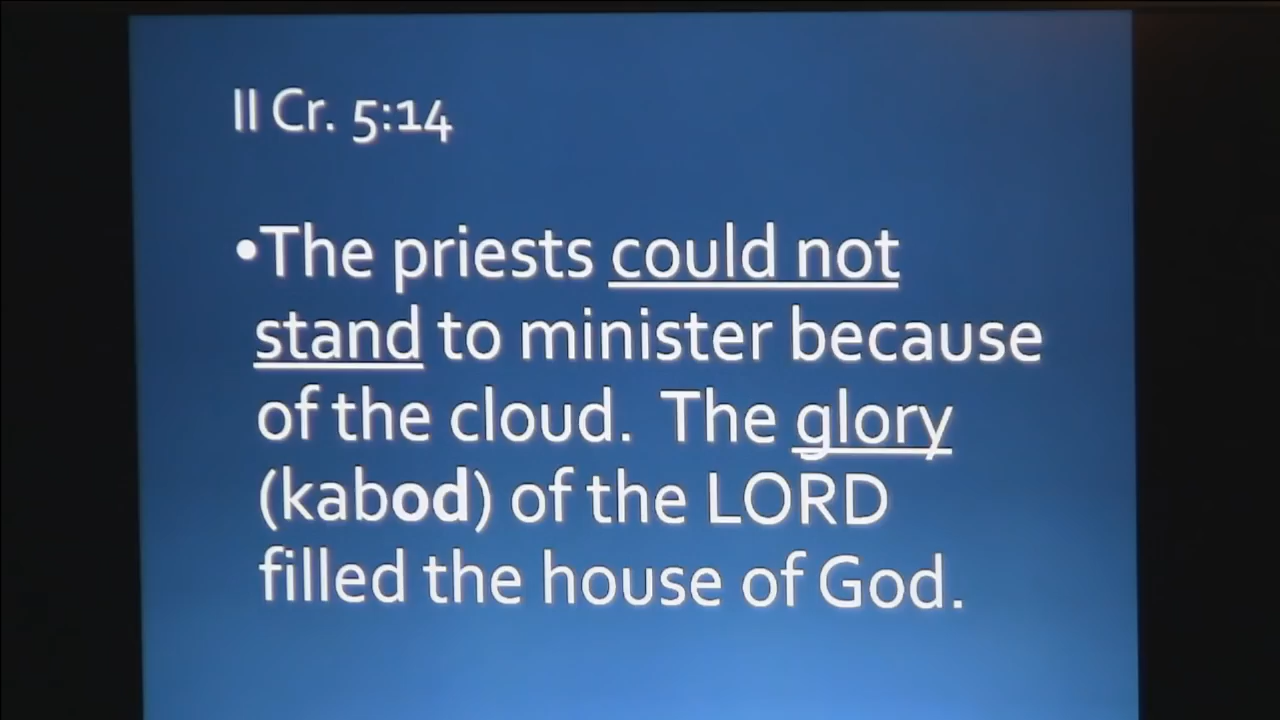 II Cr. 5:14
•The priests could not
stand to minister because
of the cloud.  The glory
(kabod) of the LORD
filled the house of God.